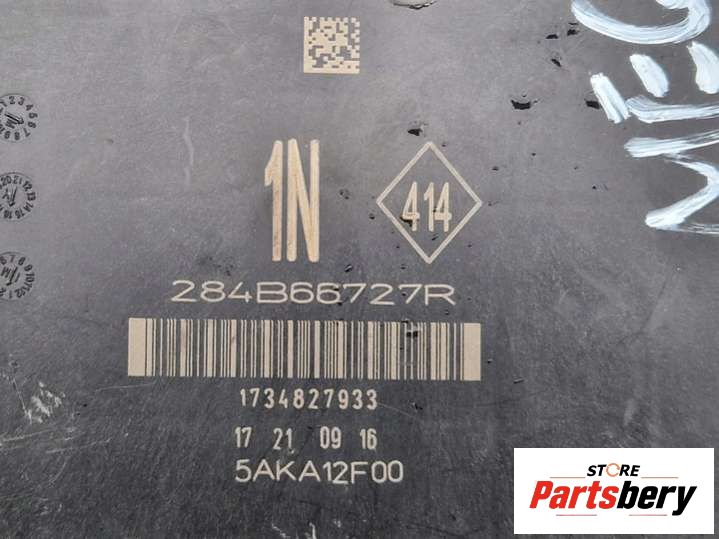 1N
414
284B66727R
1734827933
17 21 09 16
5AKA12F00
STORE
Partsbery